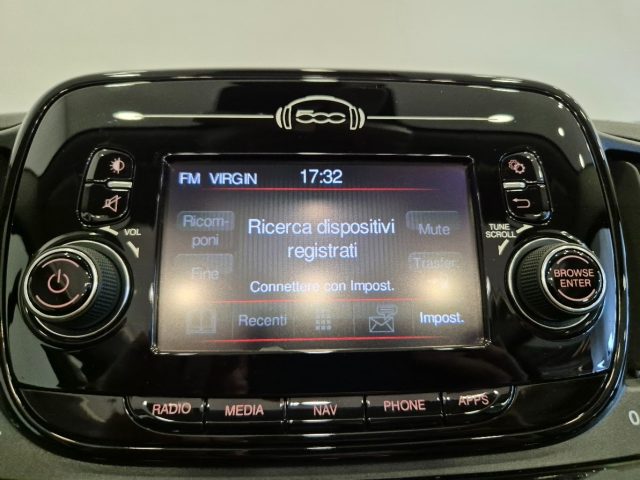 500
FM VIRGIN 17:32
Ricerca dispositivi
registrati
Ricom-
poni
Mute
Fine
Trasfer.
Connettere con Impost.
Recenti
Impost.
VOL
TUNE
SCROLL
BROWSE
ENTER
RADIO
MEDIA
NAV
PHONE
APPS